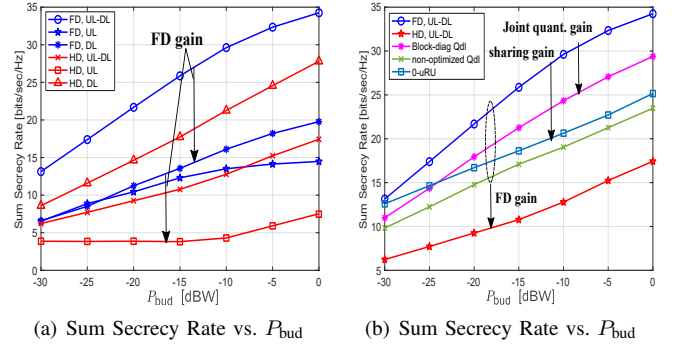 35
30
25
20
15
10
5
0
Sum Secrecy Rate [bits/sec/Hz]
FD, UL-DL
FD, UL
FD, DL
HD, UL-DL
HD, UL
HD, DL
FD gain
-30 -25 -20 -15 -10 -5 0
P_bud [dBW]
(a) Sum Secrecy Rate vs. P_bud
35
30
25
20
15
10
5
Sum Secrecy Rate [bits/sec/Hz]
FD, UL-DL
HD, UL-DL
Block-diag Qdl
non-optimized Qdl
0-uRU
Joint quant. gain
sharing gain
FD gain
-30 -25 -20 -15 -10 -5 0
P_bud [dBW]
(b) Sum Secrecy Rate vs. P_bud